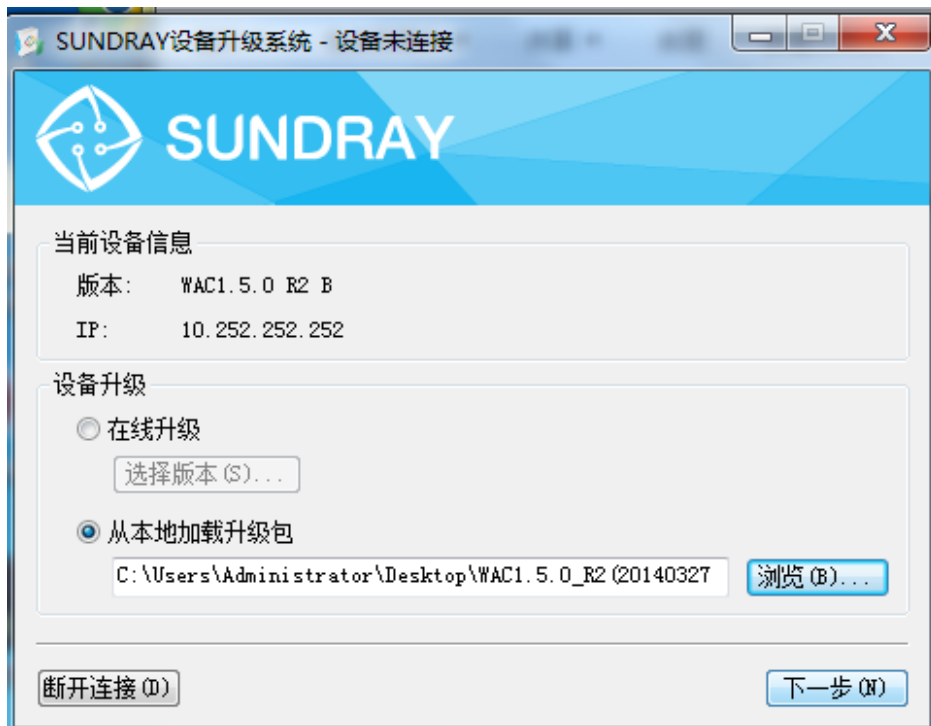 SUNDRAY设备升级系统 - 设备未连接
SUNDRAY
当前设备信息
版本: WAC1.5.0 R2 B
IP: 10.252.252.252
设备升级
在线升级
选择版本(S)...
从本地加载升级包
C:\Users\Administrator\Desktop\WAC1.5.0_R2(20140327
浏览(B)...
断开连接(D)
下一步(N)